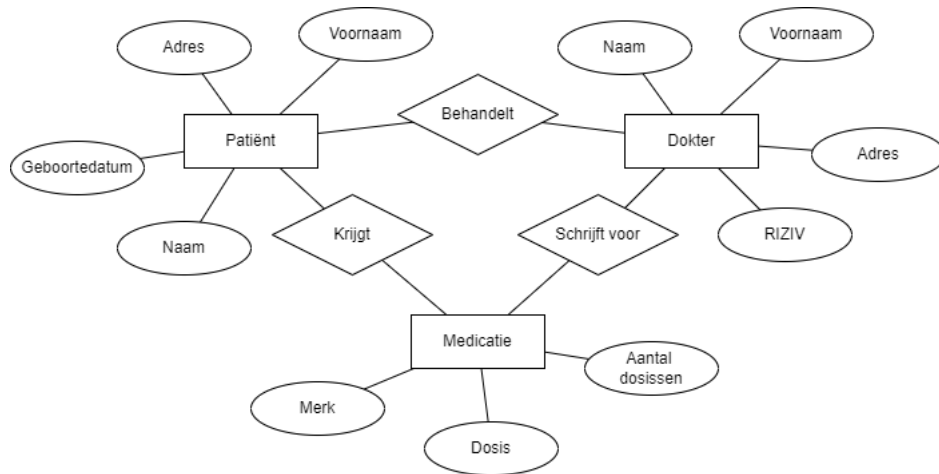 Adres
Voornaam
Naam
Voornaam
Behandelt
Patiënt
Dokter
Geboortedatum
Adres
Naam
Krijgt
Schrijft voor
RIZIV
Medicatie
Aantal
dosissen
Merk
Dosis